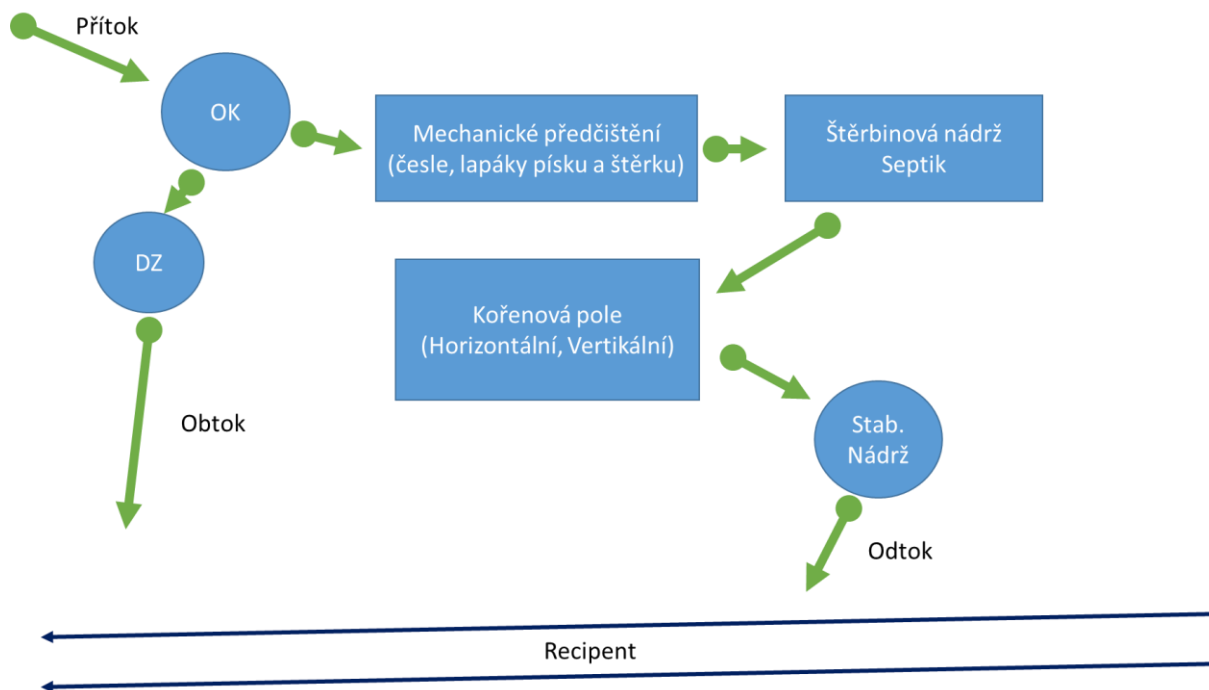 Přítok
OK
Mechanické předčištění
(česle, lapáky písku a štěrku)
Štěrbinová nádrž
Septik
DZ
Kořenová pole
(Horizontální, Vertikální)
Obtok
Stab.
Nádrž
Odtok
Recipent